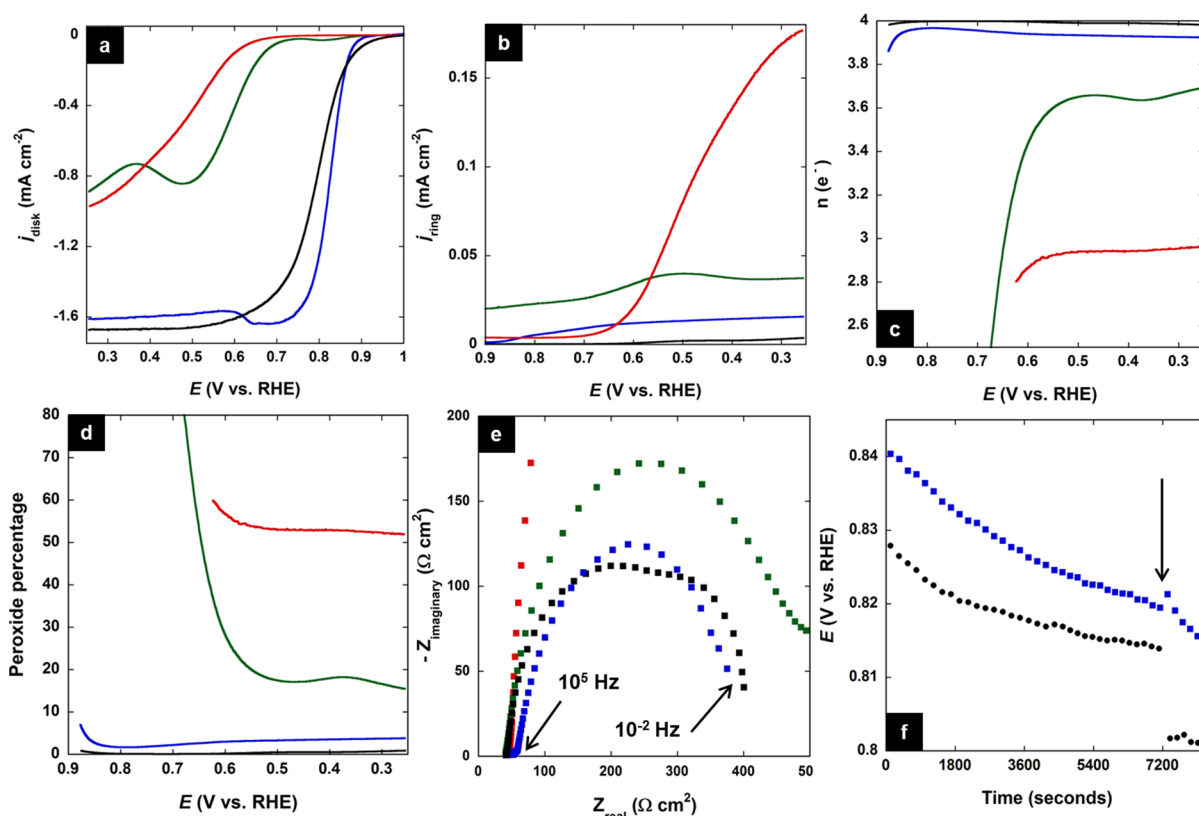 a
0
-0.4
-0.8
-1.2
-1.6
j disk (mA cm-2)
0.3 0.4 0.5 0.6 0.7 0.8 0.9 1
E (V vs. RHE)
b
0.15
0.1
0.05
0
j ring (mA cm-2)
0.9 0.8 0.7 0.6 0.5 0.4 0.3
E (V vs. RHE)
c
4
3.8
3.6
3.4
3.2
3
2.8
2.6
n (e-)
0.9 0.8 0.7 0.6 0.5 0.4 0.3
E (V vs. RHE)
d
80
70
60
50
40
30
20
10
0
Peroxide percentage
0.9 0.8 0.7 0.6 0.5 0.4 0.3
E (V vs. RHE)
e
200
150
100
50
0
- Z imaginary (Ω cm2)
10⁵ Hz
10⁻² Hz
0 100 200 300 400 50
Z real (Ω cm2)
f
0.84
0.83
0.82
0.81
0.8
E (V vs. RHE)
0 1800 3600 5400 7200
Time (seconds)